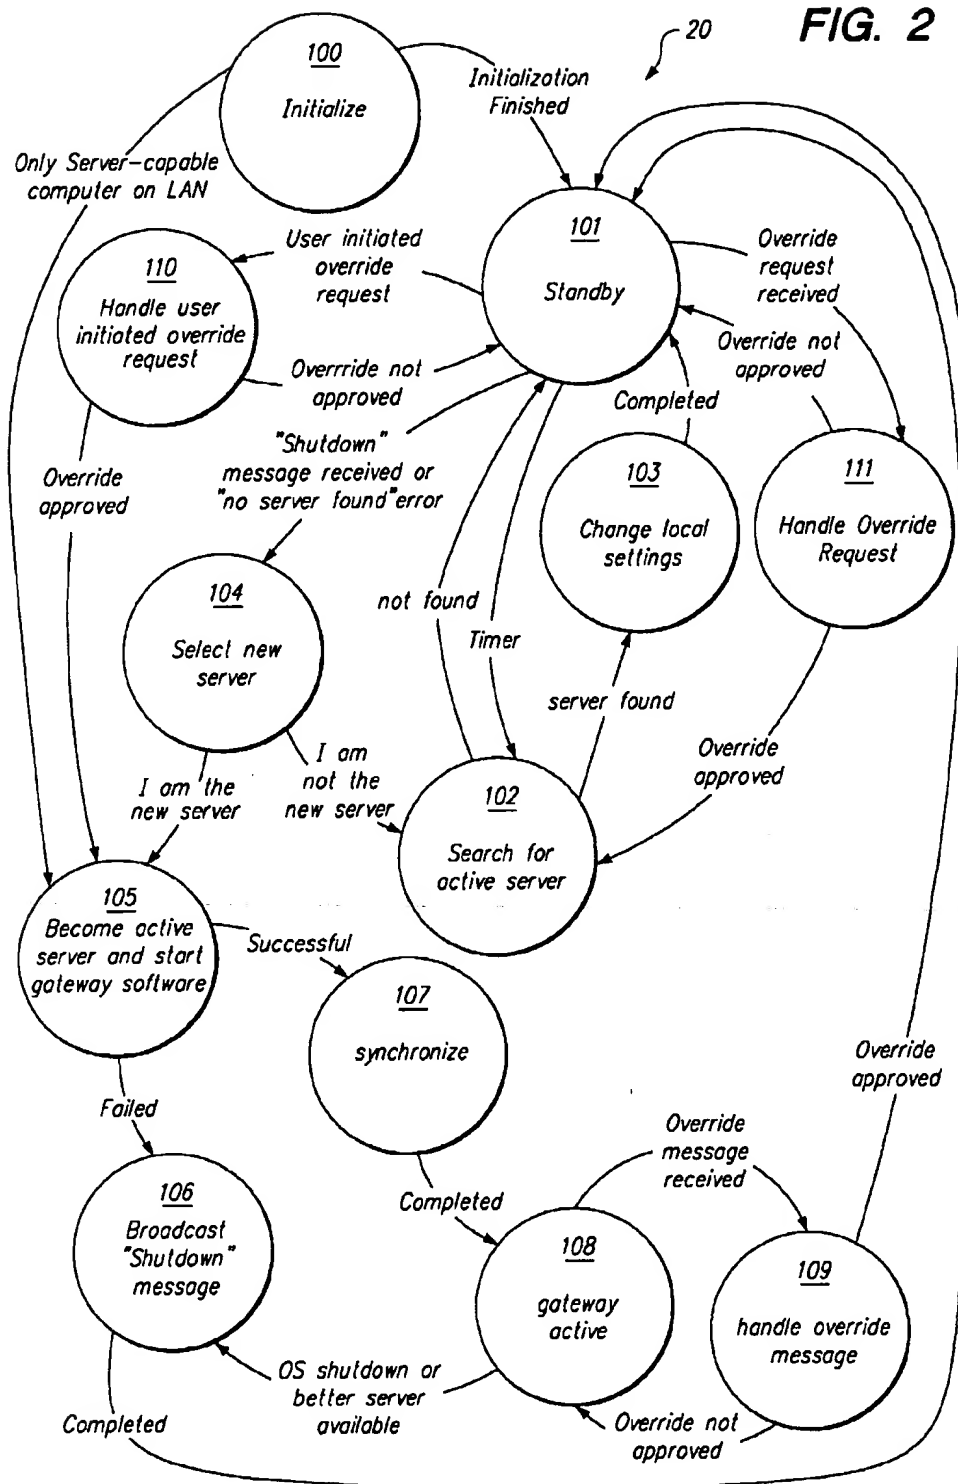 FIG. 2
20
100
Initialize
Initialization
Finished
Only Server-capable
computer on LAN
101
Standby
User initiated
override
request
110
Handle user
initiated override
request
Override
request
received
Overrride not
approved
Override not
approved
Completed
"Shutdown"
message received or
"no server found"error
Override
approved
103
Change local
settings
111
Handle Override
Request
104
Select new
server
not found
Timer
server found
I am the
new server
I am
not the
new server
Override
approved
102
Search for
active server
105
Become active
server and start
gateway software
Successful
107
synchronize
Failed
Override
approved
Override
message
received
106
Broadcast
"Shutdown"
message
Completed
108
gateway
active
109
handle override
message
OS shutdown or
better server
available
Completed
Override not
approved